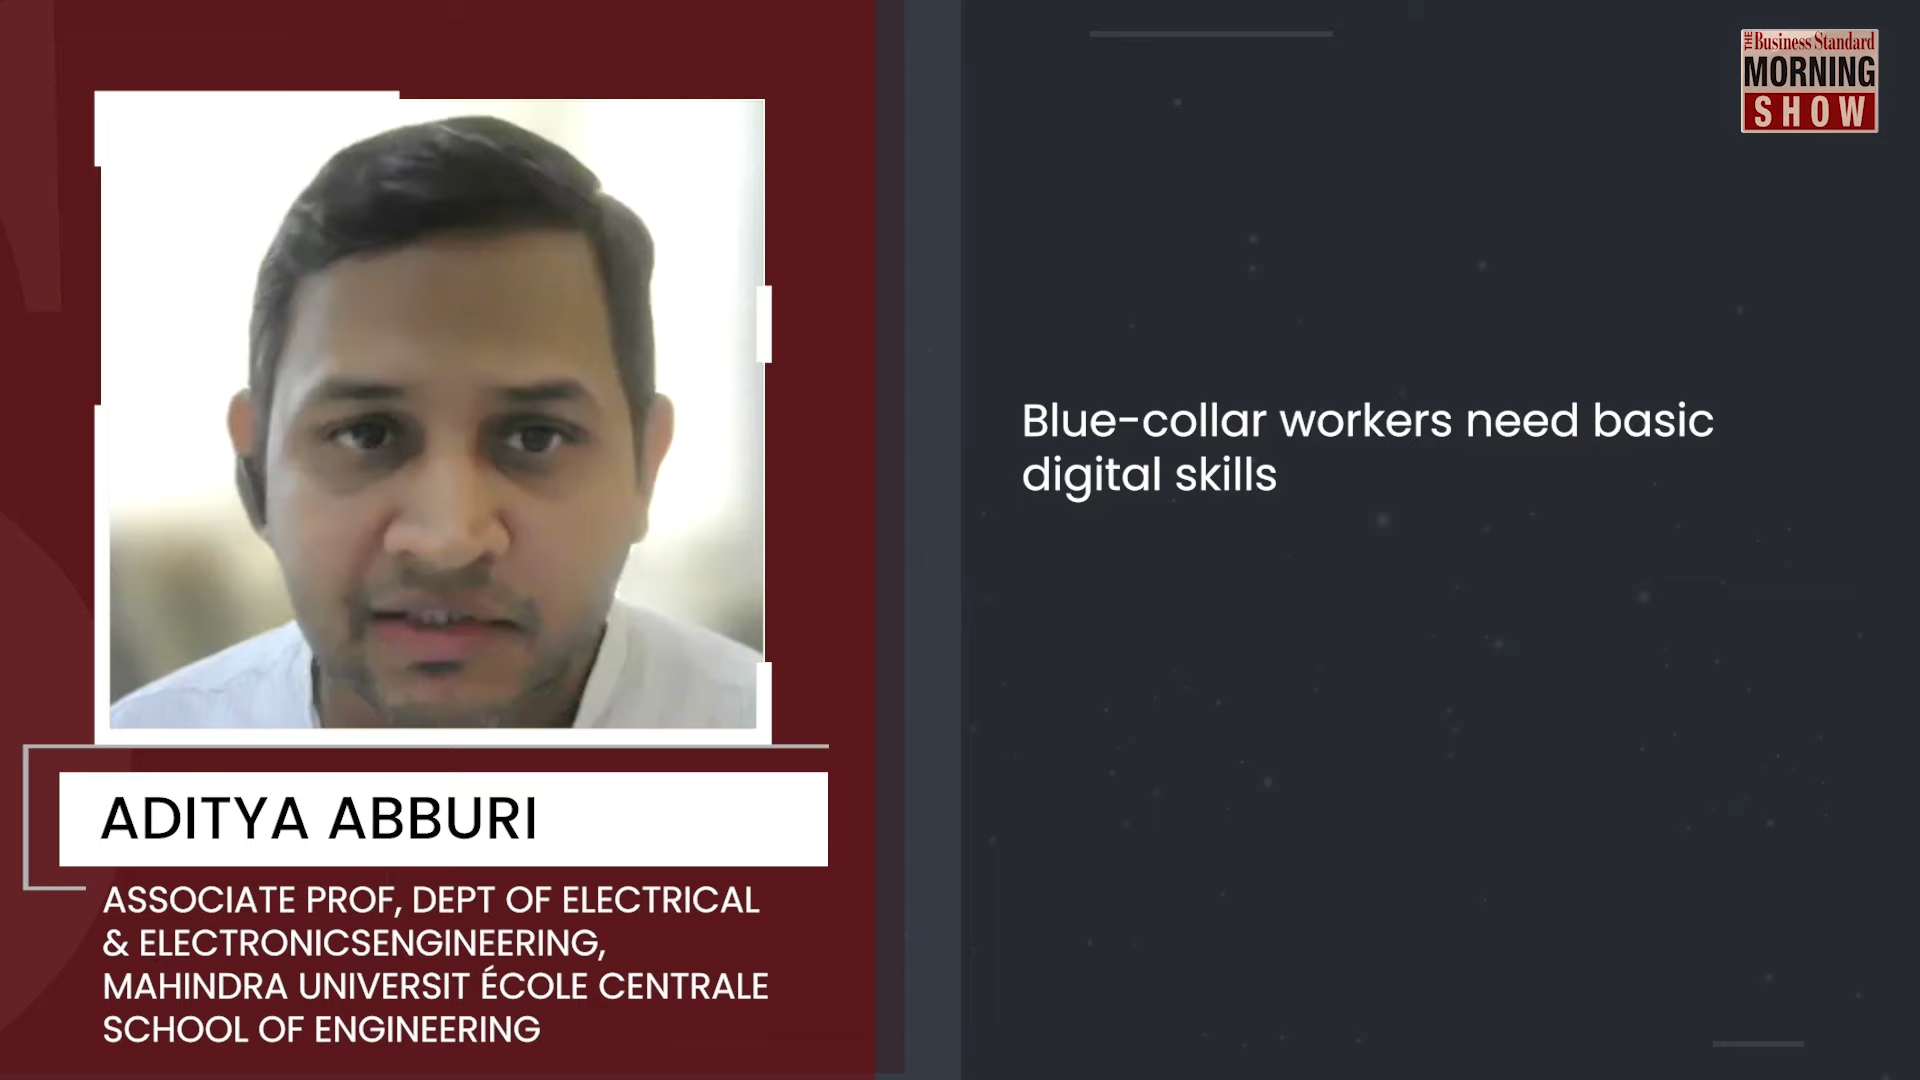 THE Business Standard
MORNING
SHOW
Blue-collar workers need basic
digital skills
ADITYA ABBURI
ASSOCIATE PROF, DEPT OF ELECTRICAL
& ELECTRONICSENGINEERING,
MAHINDRA UNIVERSIT ÉCOLE CENTRALE
SCHOOL OF ENGINEERING